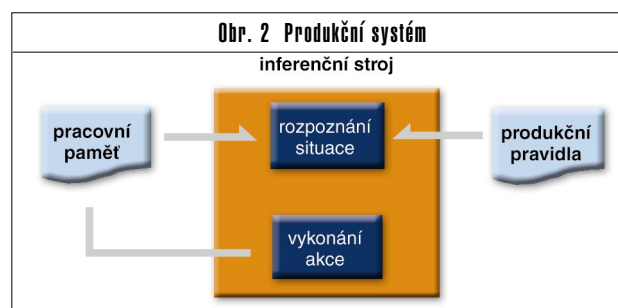 Obr. 2 Produkční systém
inferenční stroj
pracovní
paměť
rozpoznání
situace
produkční
pravidla
vykonání
akce